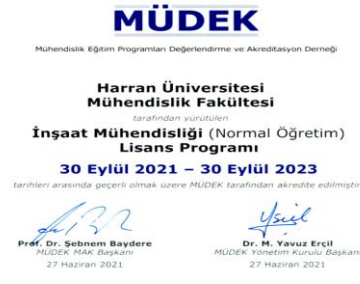 MÜDEK
Mühendislik Eğitim Programları Değerlendirme ve Akreditasyon Derneği
Harran Üniversitesi
Mühendislik Fakültesi
tarafından yürütülen
İnşaat Mühendisliği (Normal Öğretim)
Lisans Programı
30 Eylül 2021 – 30 Eylül 2023
tarihleri arasında geçerli olmak üzere MÜDEK tarafından akredite edilmiştir
Prof. Dr. Şebnem Baydere
MÜDEK MAK Başkanı
27 Haziran 2021
Dr. M. Yavuz Erçil
MÜDEK Yönetim Kurulu Başkanı
27 Haziran 2021